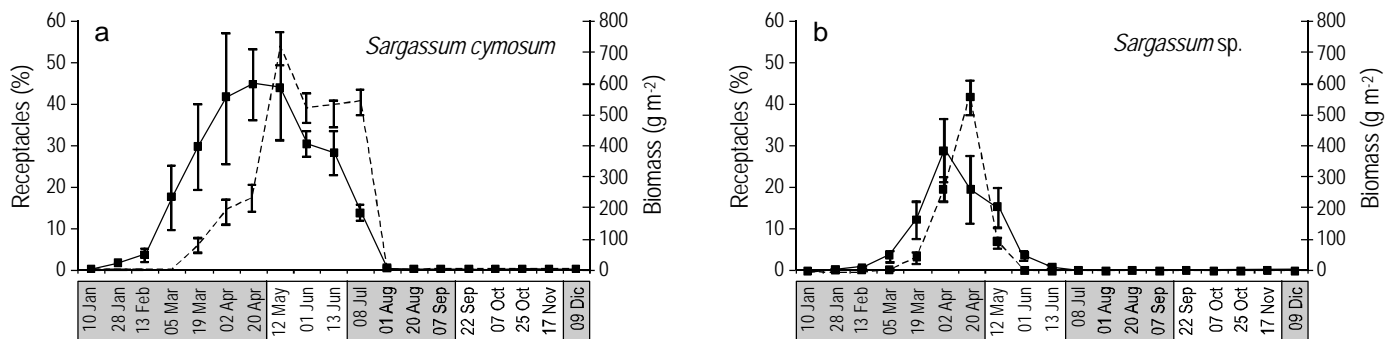 a
Sargassum cymosum
Receptacles (%)
60
50
40
30
20
10
0
800
700
600
500
400
300
200
100
0
Biomass (g m-2)
10 Jan
28 Jan
13 Feb
05 Mar
19 Mar
02 Apr
20 Apr
12 May
01 Jun
13 Jun
08 Jul
01 Aug
20 Aug
07 Sep
22 Sep
07 Oct
25 Oct
17 Nov
09 Dic
b
Sargassum sp.
Receptacles (%)
60
50
40
30
20
10
0
800
700
600
500
400
300
200
100
0
Biomass (g m-2)
10 Jan
28 Jan
13 Feb
05 Mar
19 Mar
02 Apr
20 Apr
12 May
01 Jun
13 Jun
08 Jul
01 Aug
20 Aug
07 Sep
22 Sep
07 Oct
25 Oct
17 Nov
09 Dic